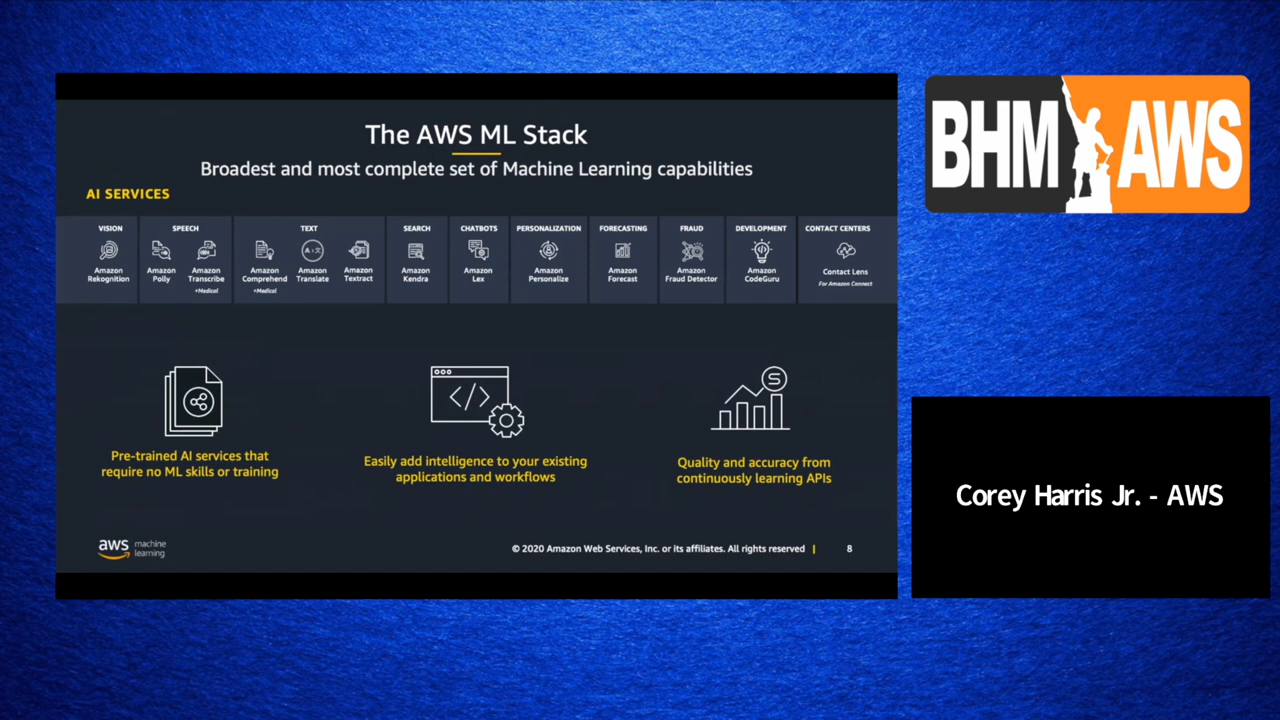 The AWS ML Stack
Broadest and most complete set of Machine Learning capabilities
AI SERVICES
VISION
Amazon
Rekognition
SPEECH
Amazon
Polly
Amazon
Transcribe
+Medical
TEXT
Amazon
Comprehend
+Medical
Amazon
Translate
Amazon
Textract
SEARCH
Amazon
Kendra
CHATBOTS
Amazon
Lex
PERSONALIZATION
Amazon
Personalize
FORECASTING
Amazon
Forecast
FRAUD
Amazon
Fraud Detector
DEVELOPMENT
Amazon
CodeGuru
CONTACT CENTERS
Contact Lens
For Amazon Connect
Pre-trained AI services that
require no ML skills or training
Easily add intelligence to your existing
applications and workflows
Quality and accuracy from
continuously learning APIs
aws machine
learning
© 2020 Amazon Web Services, Inc. or its affiliates. All rights reserved | 8
BHM AWS
Corey Harris Jr. - AWS